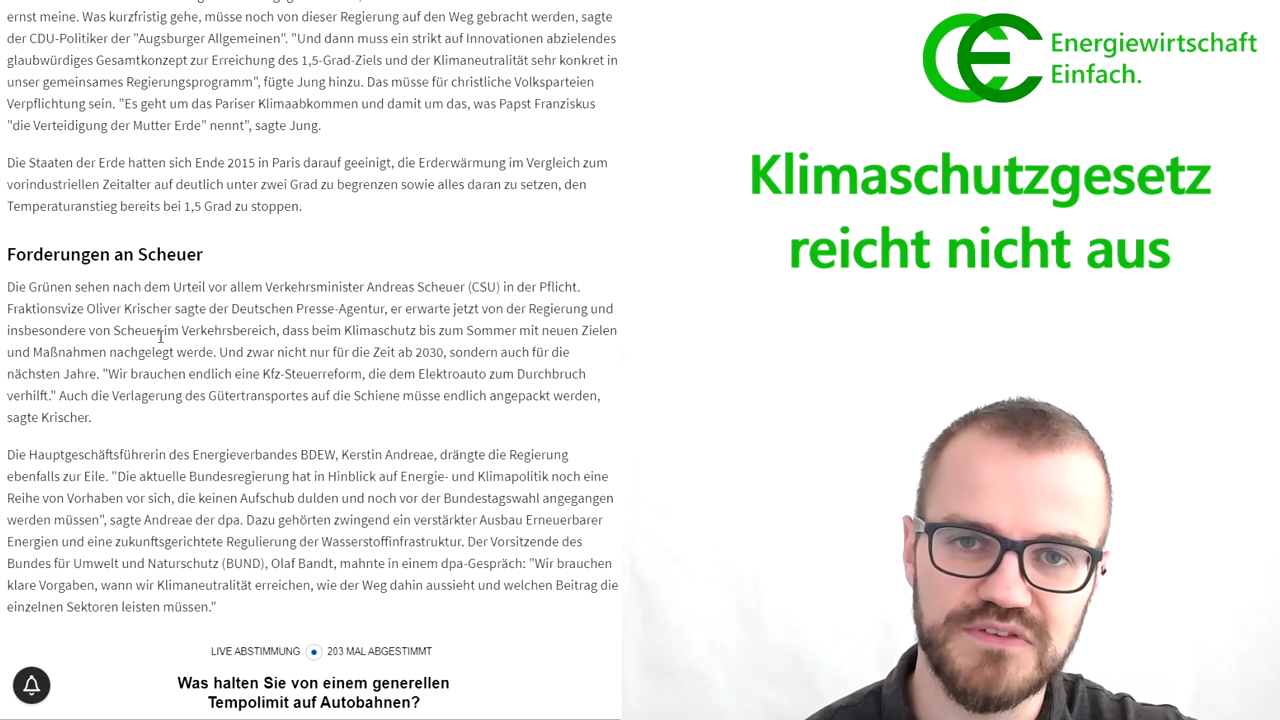 ernst meine. Was kurzfristig gehe, müsse noch von dieser Regierung auf den Weg gebracht werden, sagte
der CDU-Politiker der "Augsburger Allgemeinen". "Und dann muss ein strikt auf Innovationen abzielendes
glaubwürdiges Gesamtkonzept zur Erreichung des 1,5-Grad-Ziels und der Klimaneutralität sehr konkret in
unser gemeinsames Regierungsprogramm", fügte Jung hinzu. Das müsse für christliche Volksparteien
Verpflichtung sein. "Es geht um das Pariser Klimaabkommen und damit um das, was Papst Franziskus
"die Verteidigung der Mutter Erde" nennt", sagte Jung.
Die Staaten der Erde hatten sich Ende 2015 in Paris darauf geeinigt, die Erderwärmung im Vergleich zum
vorindustriellen Zeitalter auf deutlich unter zwei Grad zu begrenzen sowie alles daran zu setzen, den
Temperaturanstieg bereits bei 1,5 Grad zu stoppen.
Forderungen an Scheuer
Die Grünen sehen nach dem Urteil vor allem Verkehrsminister Andreas Scheuer (CSU) in der Pflicht.
Fraktionsvize Oliver Krischer sagte der Deutschen Presse-Agentur, er erwarte jetzt von der Regierung und
insbesondere von Scheuer im Verkehrsbereich, dass beim Klimaschutz bis zum Sommer mit neuen Zielen
und Maßnahmen nachgelegt werde. Und zwar nicht nur für die Zeit ab 2030, sondern auch für die
nächsten Jahre. "Wir brauchen endlich eine Kfz-Steuerreform, die dem Elektroauto zum Durchbruch
verhilft." Auch die Verlagerung des Gütertransportes auf die Schiene müsse endlich angepackt werden,
sagte Krischer.
Die Hauptgeschäftsführerin des Energieverbandes BDEW, Kerstin Andreae, drängte die Regierung
ebenfalls zur Eile. "Die aktuelle Bundesregierung hat in Hinblick auf Energie- und Klimapolitik noch eine
Reihe von Vorhaben vor sich, die keinen Aufschub dulden und noch vor der Bundestagswahl angegangen
werden müssen", sagte Andreae der dpa. Dazu gehörten zwingend ein verstärkter Ausbau Erneuerbarer
Energien und eine zukunftsgerichtete Regulierung der Wasserstoffinfrastruktur. Der Vorsitzende des
Bundes für Umwelt und Naturschutz (BUND), Olaf Bandt, mahnte in einem dpa-Gespräch: "Wir brauchen
klare Vorgaben, wann wir Klimaneutralität erreichen, wie der Weg dahin aussieht und welchen Beitrag die
einzelnen Sektoren leisten müssen."
LIVE ABSTIMMUNG 203 MAL ABGESTIMMT
Was halten Sie von einem generellen
Tempolimit auf Autobahnen?
Energiewirtschaft
Einfach.
Klimaschutzgesetz
reicht nicht aus